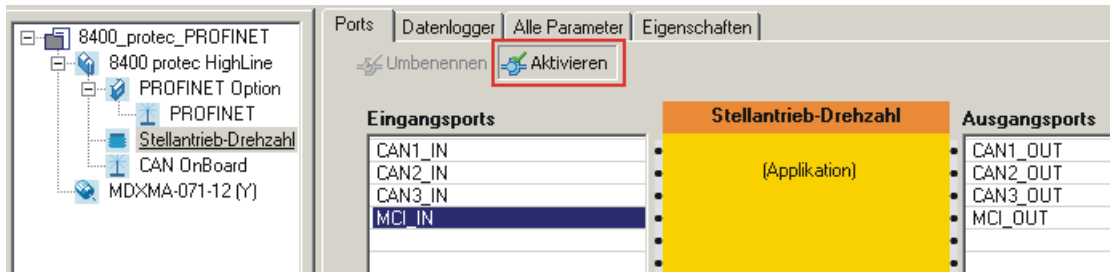 8400_protec_PROFINET
8400 protec HighLine
PROFINET Option
PROFINET
Stellantrieb-Drehzahl
CAN OnBoard
MDXMA-071-12 (Y)
Ports Datenlogger Alle Parameter Eigenschaften
Umbenennen Aktivieren
Eingangsports
CAN1_IN
CAN2_IN
CAN3_IN
MCI_IN
Stellantrieb-Drehzahl
(Applikation)
Ausgangsports
CAN1_OUT
CAN2_OUT
CAN3_OUT
MCI_OUT